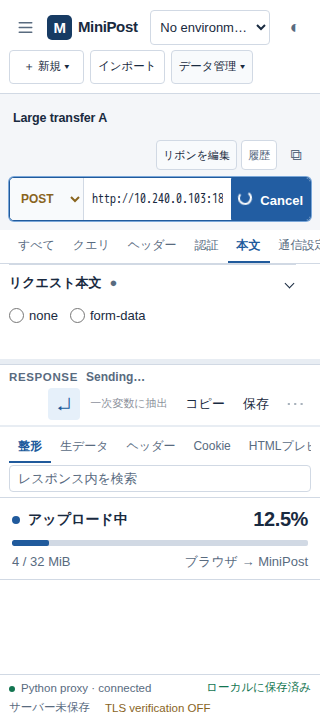 M MiniPost No environm…
＋ 新規 ▾ インポート データ管理 ▾
Large transfer A
リボンを編集 履歴
POST http://10.240.0.103:18 Cancel
すべて クエリ ヘッダー 認証 本文 通信設定
リクエスト本文
none form-data
RESPONSE Sending…
一次変数に抽出 コピー 保存 ···
整形 生データ ヘッダー Cookie HTMLプレビ
レスポンス内を検索
アップロード中 12.5%
4 / 32 MiB ブラウザ → MiniPost
Python proxy · connected ローカルに保存済み
サーバー未保存 TLS verification OFF